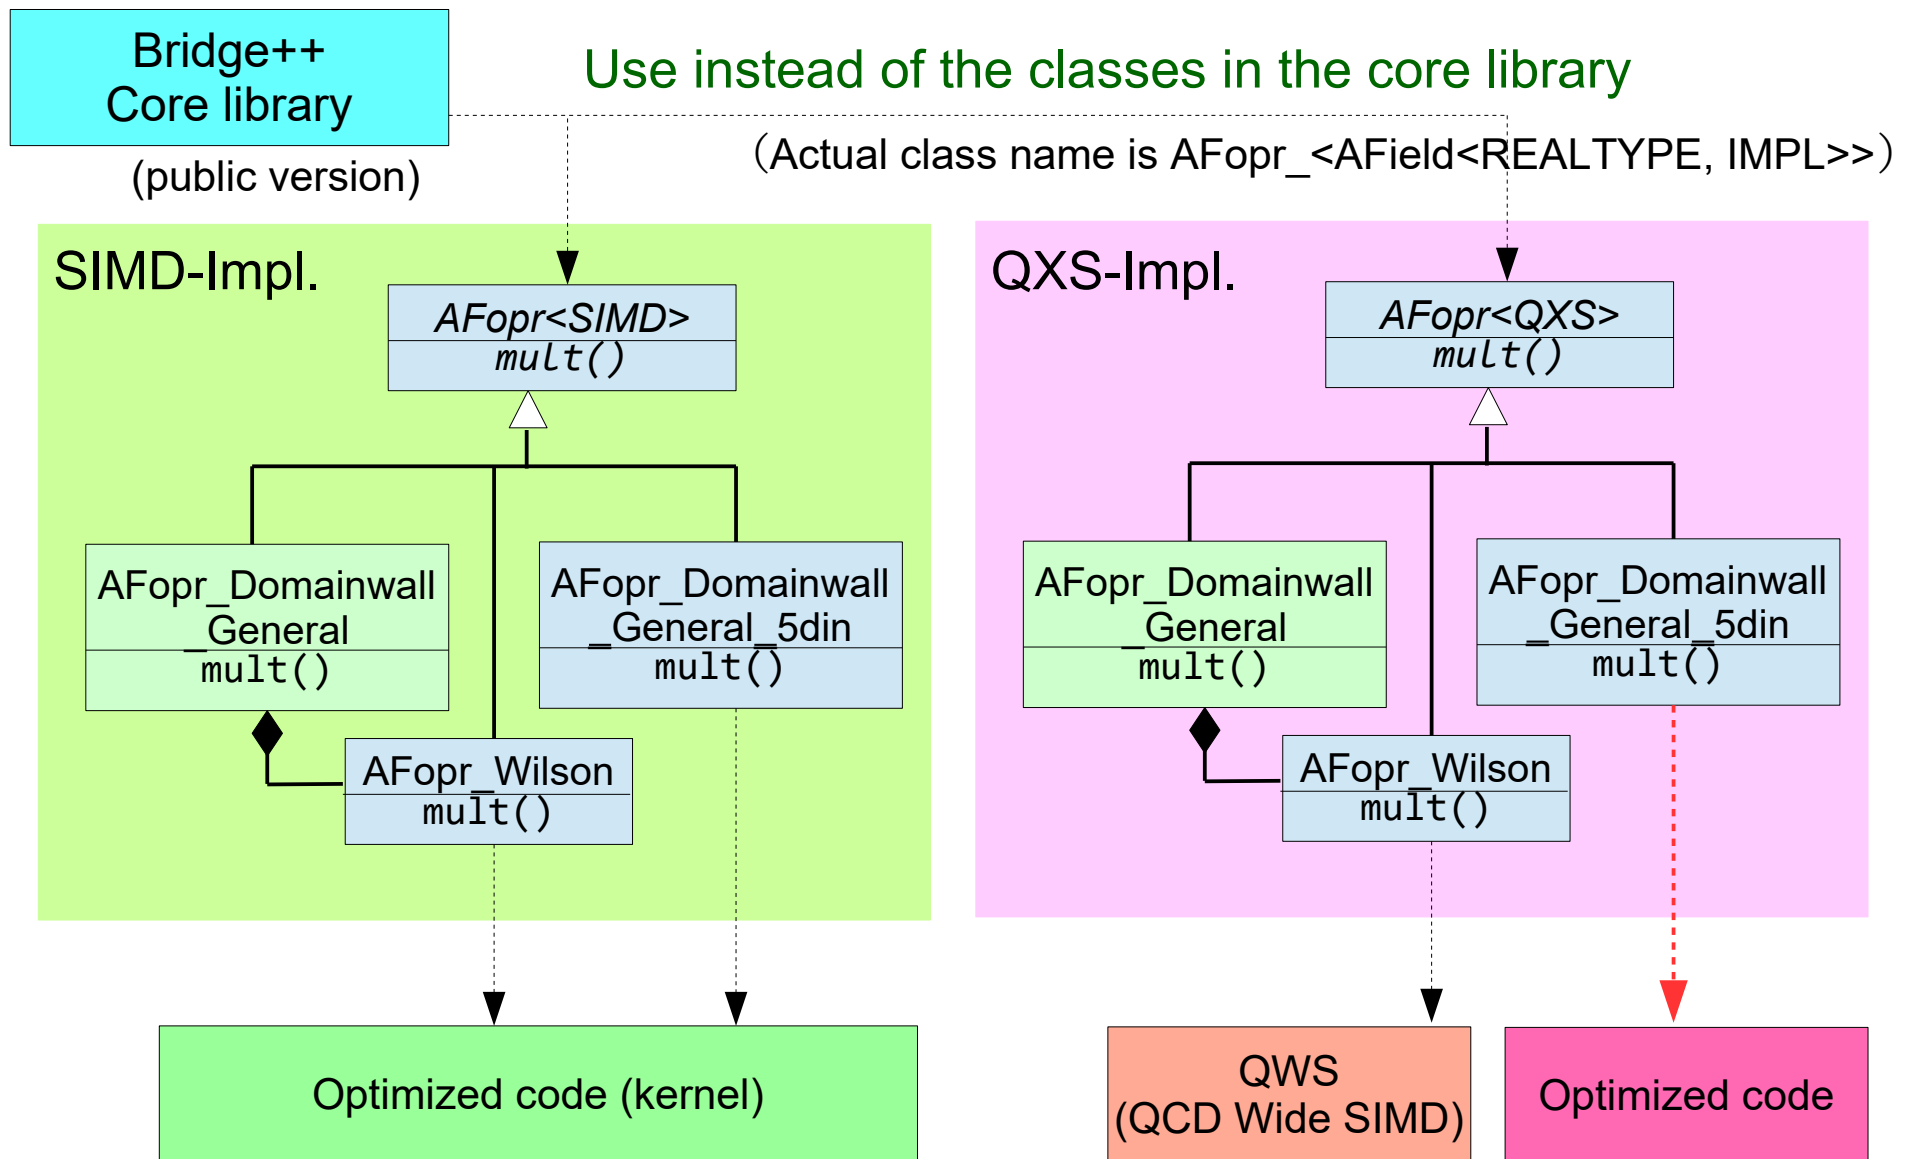 Bridge++
Core library
(public version)
Use instead of the classes in the core library
（Actual class name is AFopr_<AField<REALTYPE, IMPL>>）
SIMD-Impl.
AFopr<SIMD>
mult()
AFopr_Domainwall
_General
mult()
AFopr_Domainwall
_General_5din
mult()
AFopr_Wilson
mult()
Optimized code (kernel)
QXS-Impl.
AFopr<QXS>
mult()
AFopr_Domainwall
_General
mult()
AFopr_Domainwall
_General_5din
mult()
AFopr_Wilson
mult()
QWS
(QCD Wide SIMD)
Optimized code